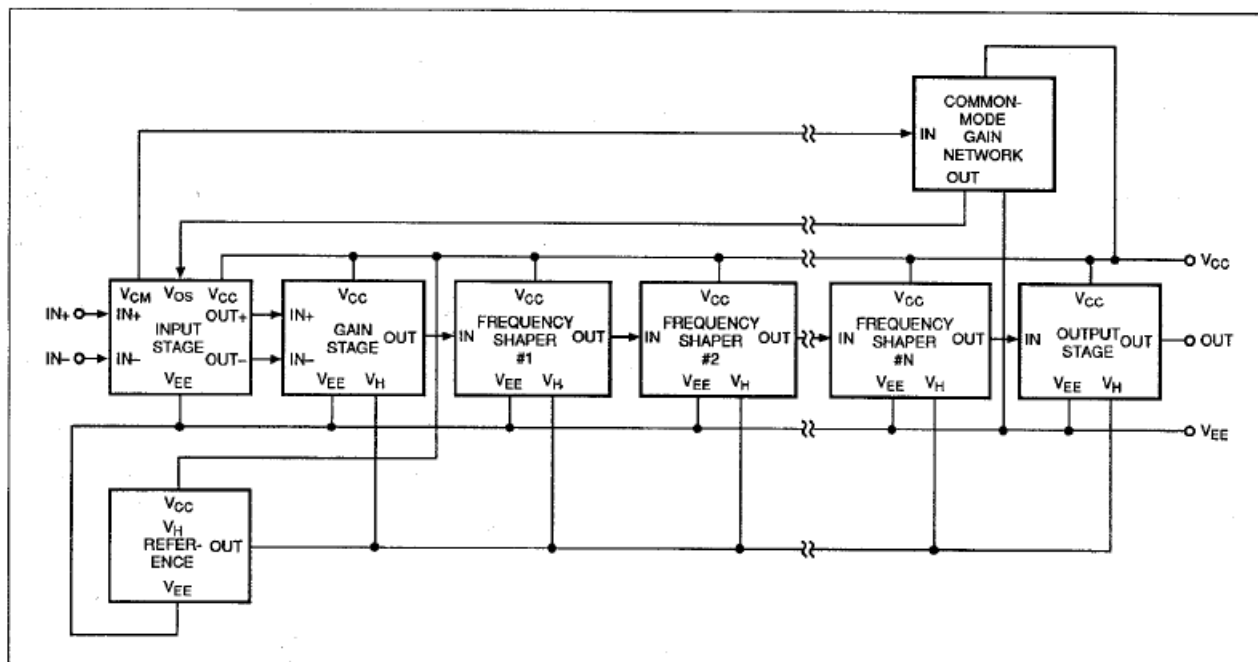 COMMON-
MODE
GAIN
IN
NETWORK
OUT
VCC
VCM VOS VCC
IN+ IN+ OUT+
INPUT
STAGE
IN- IN- OUT-
VEE
VCC
IN+
GAIN
STAGE OUT
IN-
VEE VH
VCC
FREQUENCY
IN SHAPER OUT
#1
VEE VH
VCC
FREQUENCY
IN SHAPER OUT
#2
VEE VH
VCC
FREQUENCY
IN SHAPER OUT
#N
VEE VH
VCC
IN OUTPUT OUT OUT
STAGE
VEE VH
VEE
VCC
VH
REFER-
ENCE
OUT
VEE